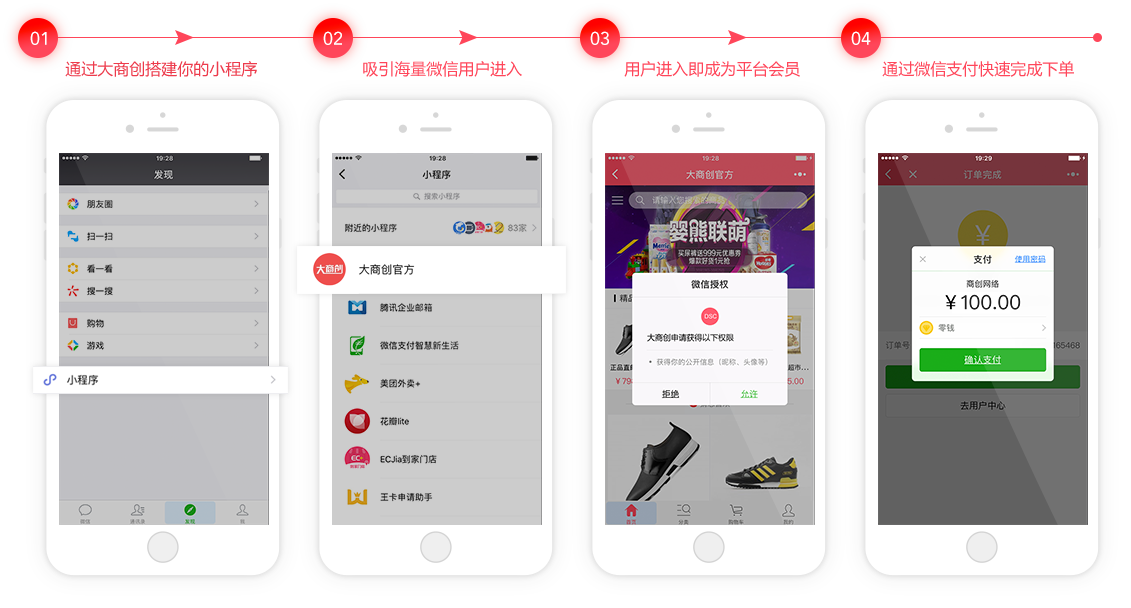 01
通过大商创搭建你的小程序
02
吸引海量微信用户进入
03
用户进入即成为平台会员
04
通过微信支付快速完成下单
19:28
发现
朋友圈
扫一扫
看一看
搜一搜
购物
游戏
小程序
微信
通讯录
发现
我
19:28
小程序
搜索小程序
附近的小程序
83家
大商创
大商创官方
腾讯企业邮箱
微信支付智慧新生活
美团外卖+
花瓣lite
EC+
ECJia到家门店
王卡申请助手
19:28
大商创官方
婴熊联萌
买尿裤送999元优惠券
爆款好货1元抢
微信授权
精品
DSC
大商创申请获得以下权限
• 获得你的公开信息（昵称、头像等）
正品直
超市...
5.00
拒绝
允许
首页
分类
购物车
我的
19:29
订单完成
¥
支付
使用密码
商创网络
¥ 100.00
零钱
订单号
165468
确认支付
去用户中心